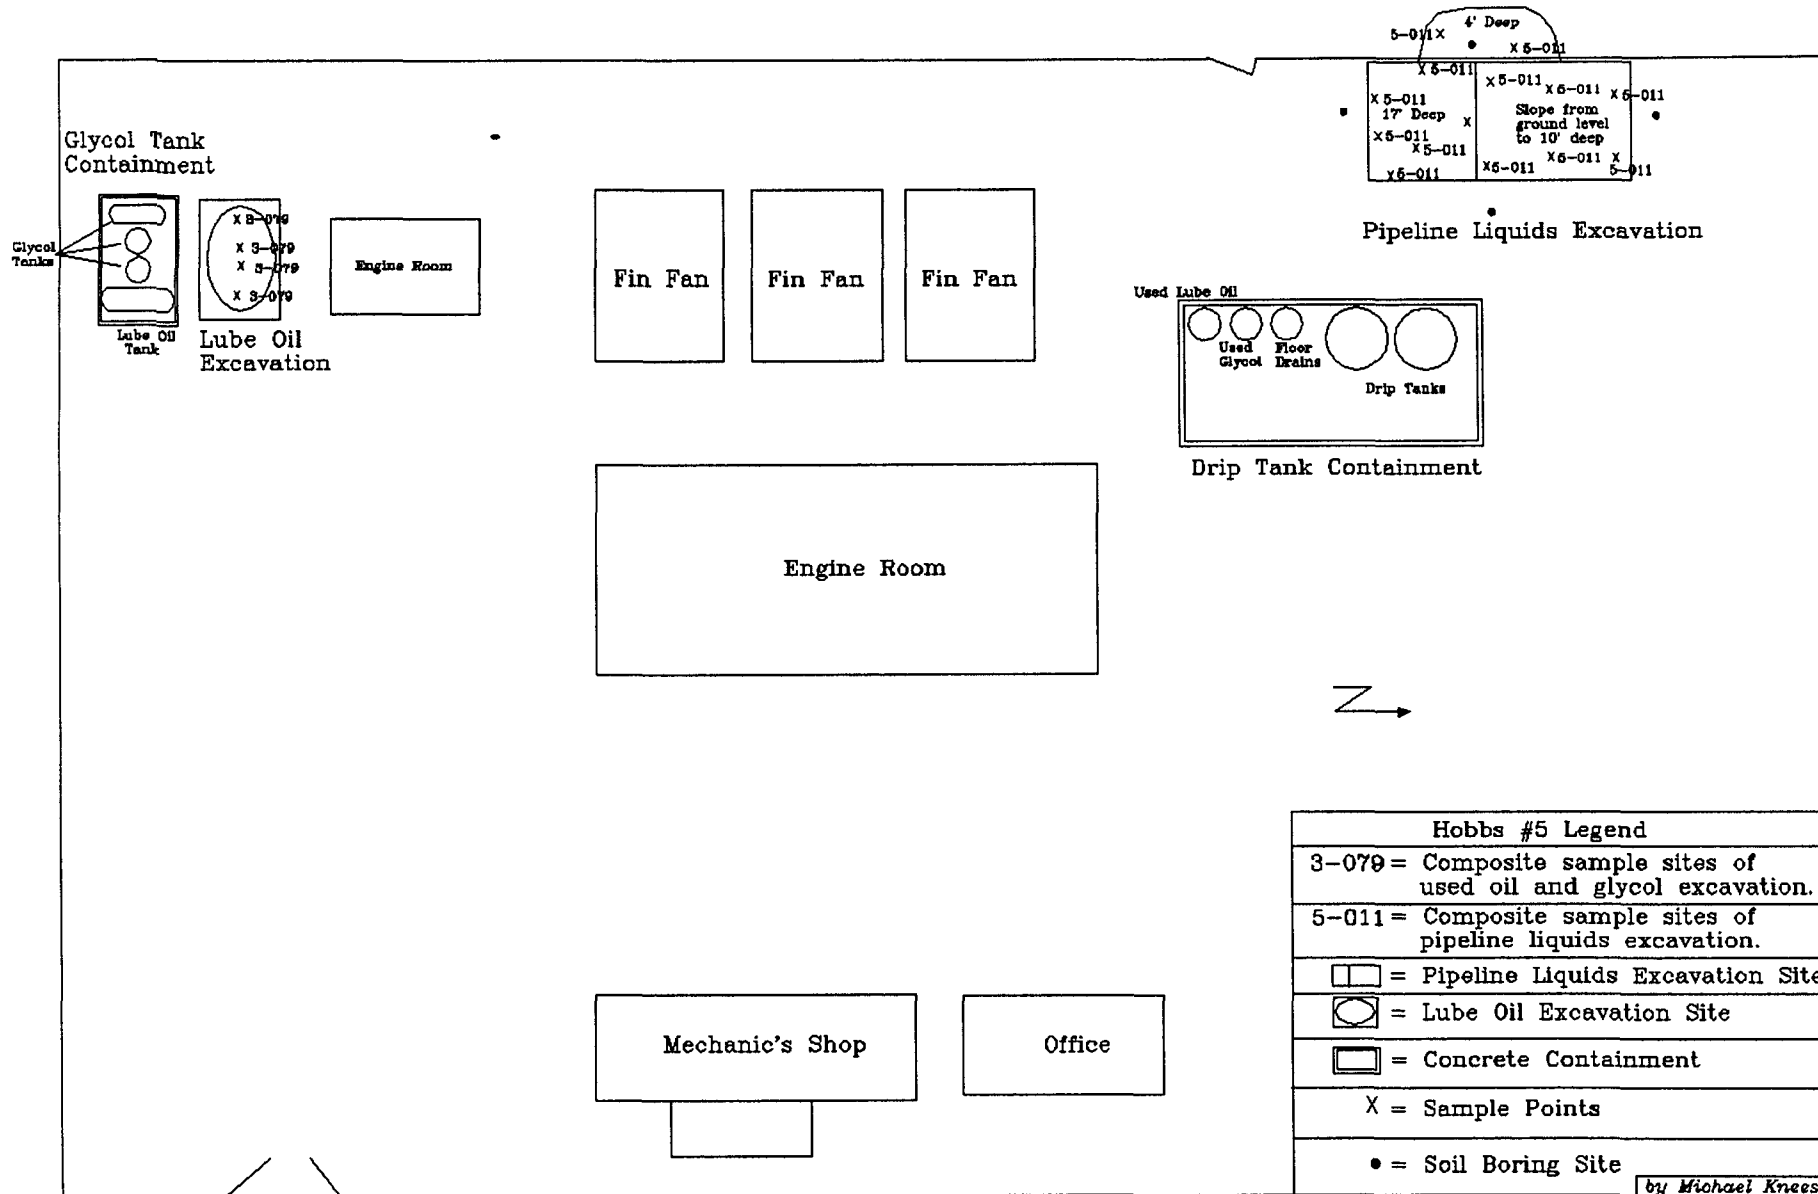 4' Deep
5-011X
X 5-011
X 5-011
X 5-011
X 5-011
X 5-011
X 5-011
17' Deep
X
Slope from
ground level
to 10' deep
X 5-011
X 5-011
X 5-011
X 5-011
X
5-011
X 5-011
Pipeline Liquids Excavation
Glycol Tank
Containment
Glycol
Tanks
Lube Oil
Tank
X 3-079
X 3-079
X 3-079
X 3-079
Lube Oil
Excavation
Engine Room
Fin Fan
Fin Fan
Fin Fan
Used Lube Oil
Used
Glycol
Floor
Drains
Drip Tanks
Drip Tank Containment
Engine Room
Z
Mechanic's Shop
Office
Hobbs #5 Legend
3-079 = Composite sample sites of
used oil and glycol excavation.
5-011 = Composite sample sites of
pipeline liquids excavation.
= Pipeline Liquids Excavation Site
= Lube Oil Excavation Site
= Concrete Containment
X = Sample Points
● = Soil Boring Site
by Michael Knees